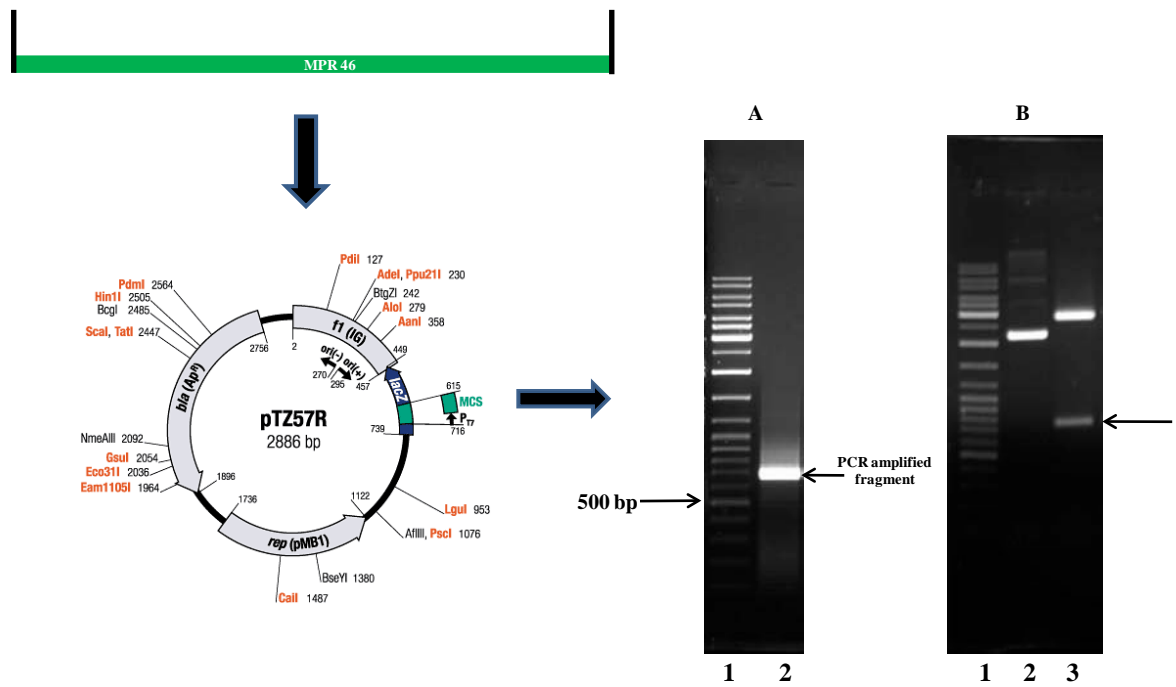 MPR 46
A
B
PdiI 127
AdeI, Ppu21I 230
BtgZI 242
AloI 279
AanI 358
PdmI 2564
Hin1I 2505
BcgI 2485
ScaI, TatI 2447
2756
2
f1 (IG)
449
ori(-) ori(+)
270
295
457
lacZ
615
MCS
PT7
716
739
bla (ApR)
pTZ57R
2886 bp
NmeAIII 2092
GsuI 2054
Eco31I 2036
Eam1105I 1964
1896
1736
1122
rep (pMB1)
LguI 953
AflIII, PscI 1076
BseYI 1380
CaiI 1487
PCR amplified
fragment
500 bp
1 2
1 2 3